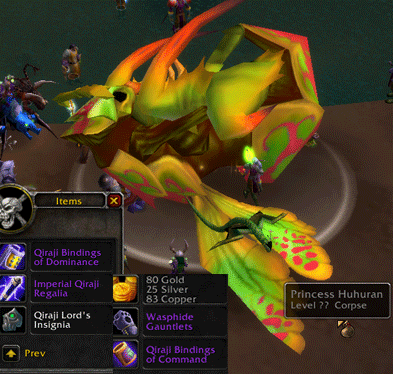 Items
Qiraji Bindings
of Dominance
Imperial Qiraji
Regalia
Qiraji Lord's
Insignia
Prev
80 Gold
25 Silver
83 Copper
Wasphide
Gauntlets
Qiraji Bindings
of Command
Princess Huhuran
Level ?? Corpse